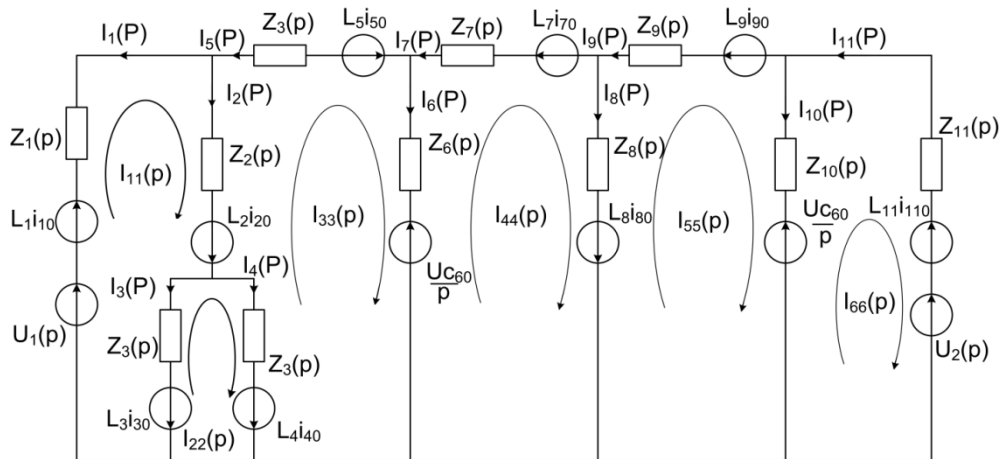 I1(P)
I5(P)
Z3(p)
L5i50
I7(P)
Z7(p)
L7i70
I9(P)
Z9(p)
L9i90
I11(P)
Z1(p)
I2(P)
I6(P)
I8(P)
I10(P)
Z11(p)
Z2(p)
Z6(p)
Z8(p)
Z10(p)
I11(p)
L1i10
L2i20
I33(p)
I44(p)
L8i80
I55(p)
Uc60
p
Uc60
p
L11i110
U1(p)
I3(P)
I4(P)
I66(p)
U2(p)
Z3(p)
Z3(p)
L3i30
I22(p)
L4i40